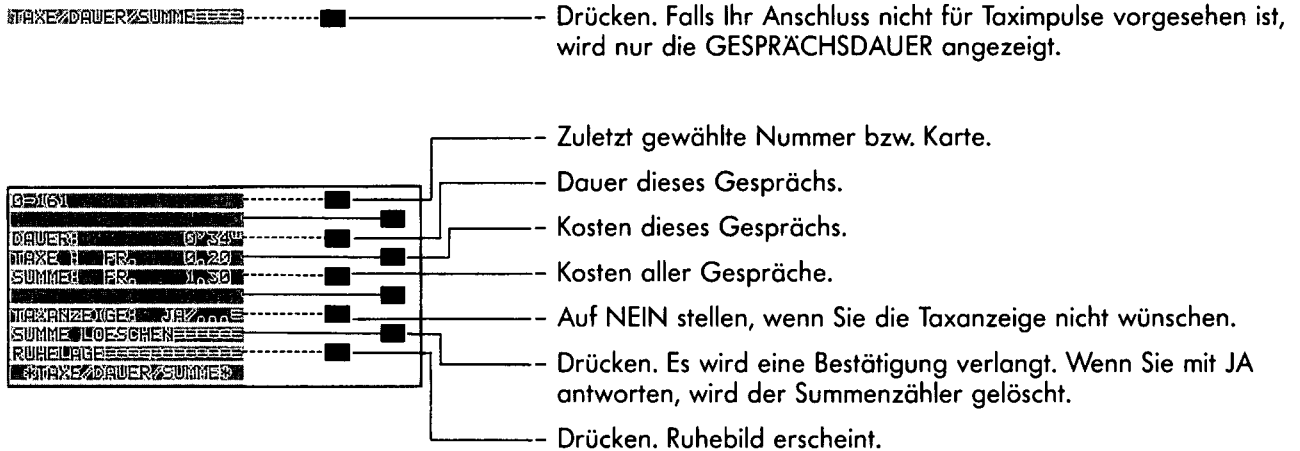 TAXE/DAUER/SUMME
Drücken. Falls Ihr Anschluss nicht für Taximpulse vorgesehen ist,
wird nur die GESPRÄCHSDAUER angezeigt.
Zuletzt gewählte Nummer bzw. Karte.
Dauer dieses Gesprächs.
Kosten dieses Gesprächs.
Kosten aller Gespräche.
Auf NEIN stellen, wenn Sie die Taxanzeige nicht wünschen.
Drücken. Es wird eine Bestätigung verlangt. Wenn Sie mit JA
antworten, wird der Summenzähler gelöscht.
Drücken. Ruhebild erscheint.
0=161
DAUER: 0'34"
TAXE : FR. 0.20
SUMME: FR. 1.30
TAXANZEIGE: JA/...
SUMME LOESCHEN
RUHELAGE
*TAXE/DAUER/SUMME*